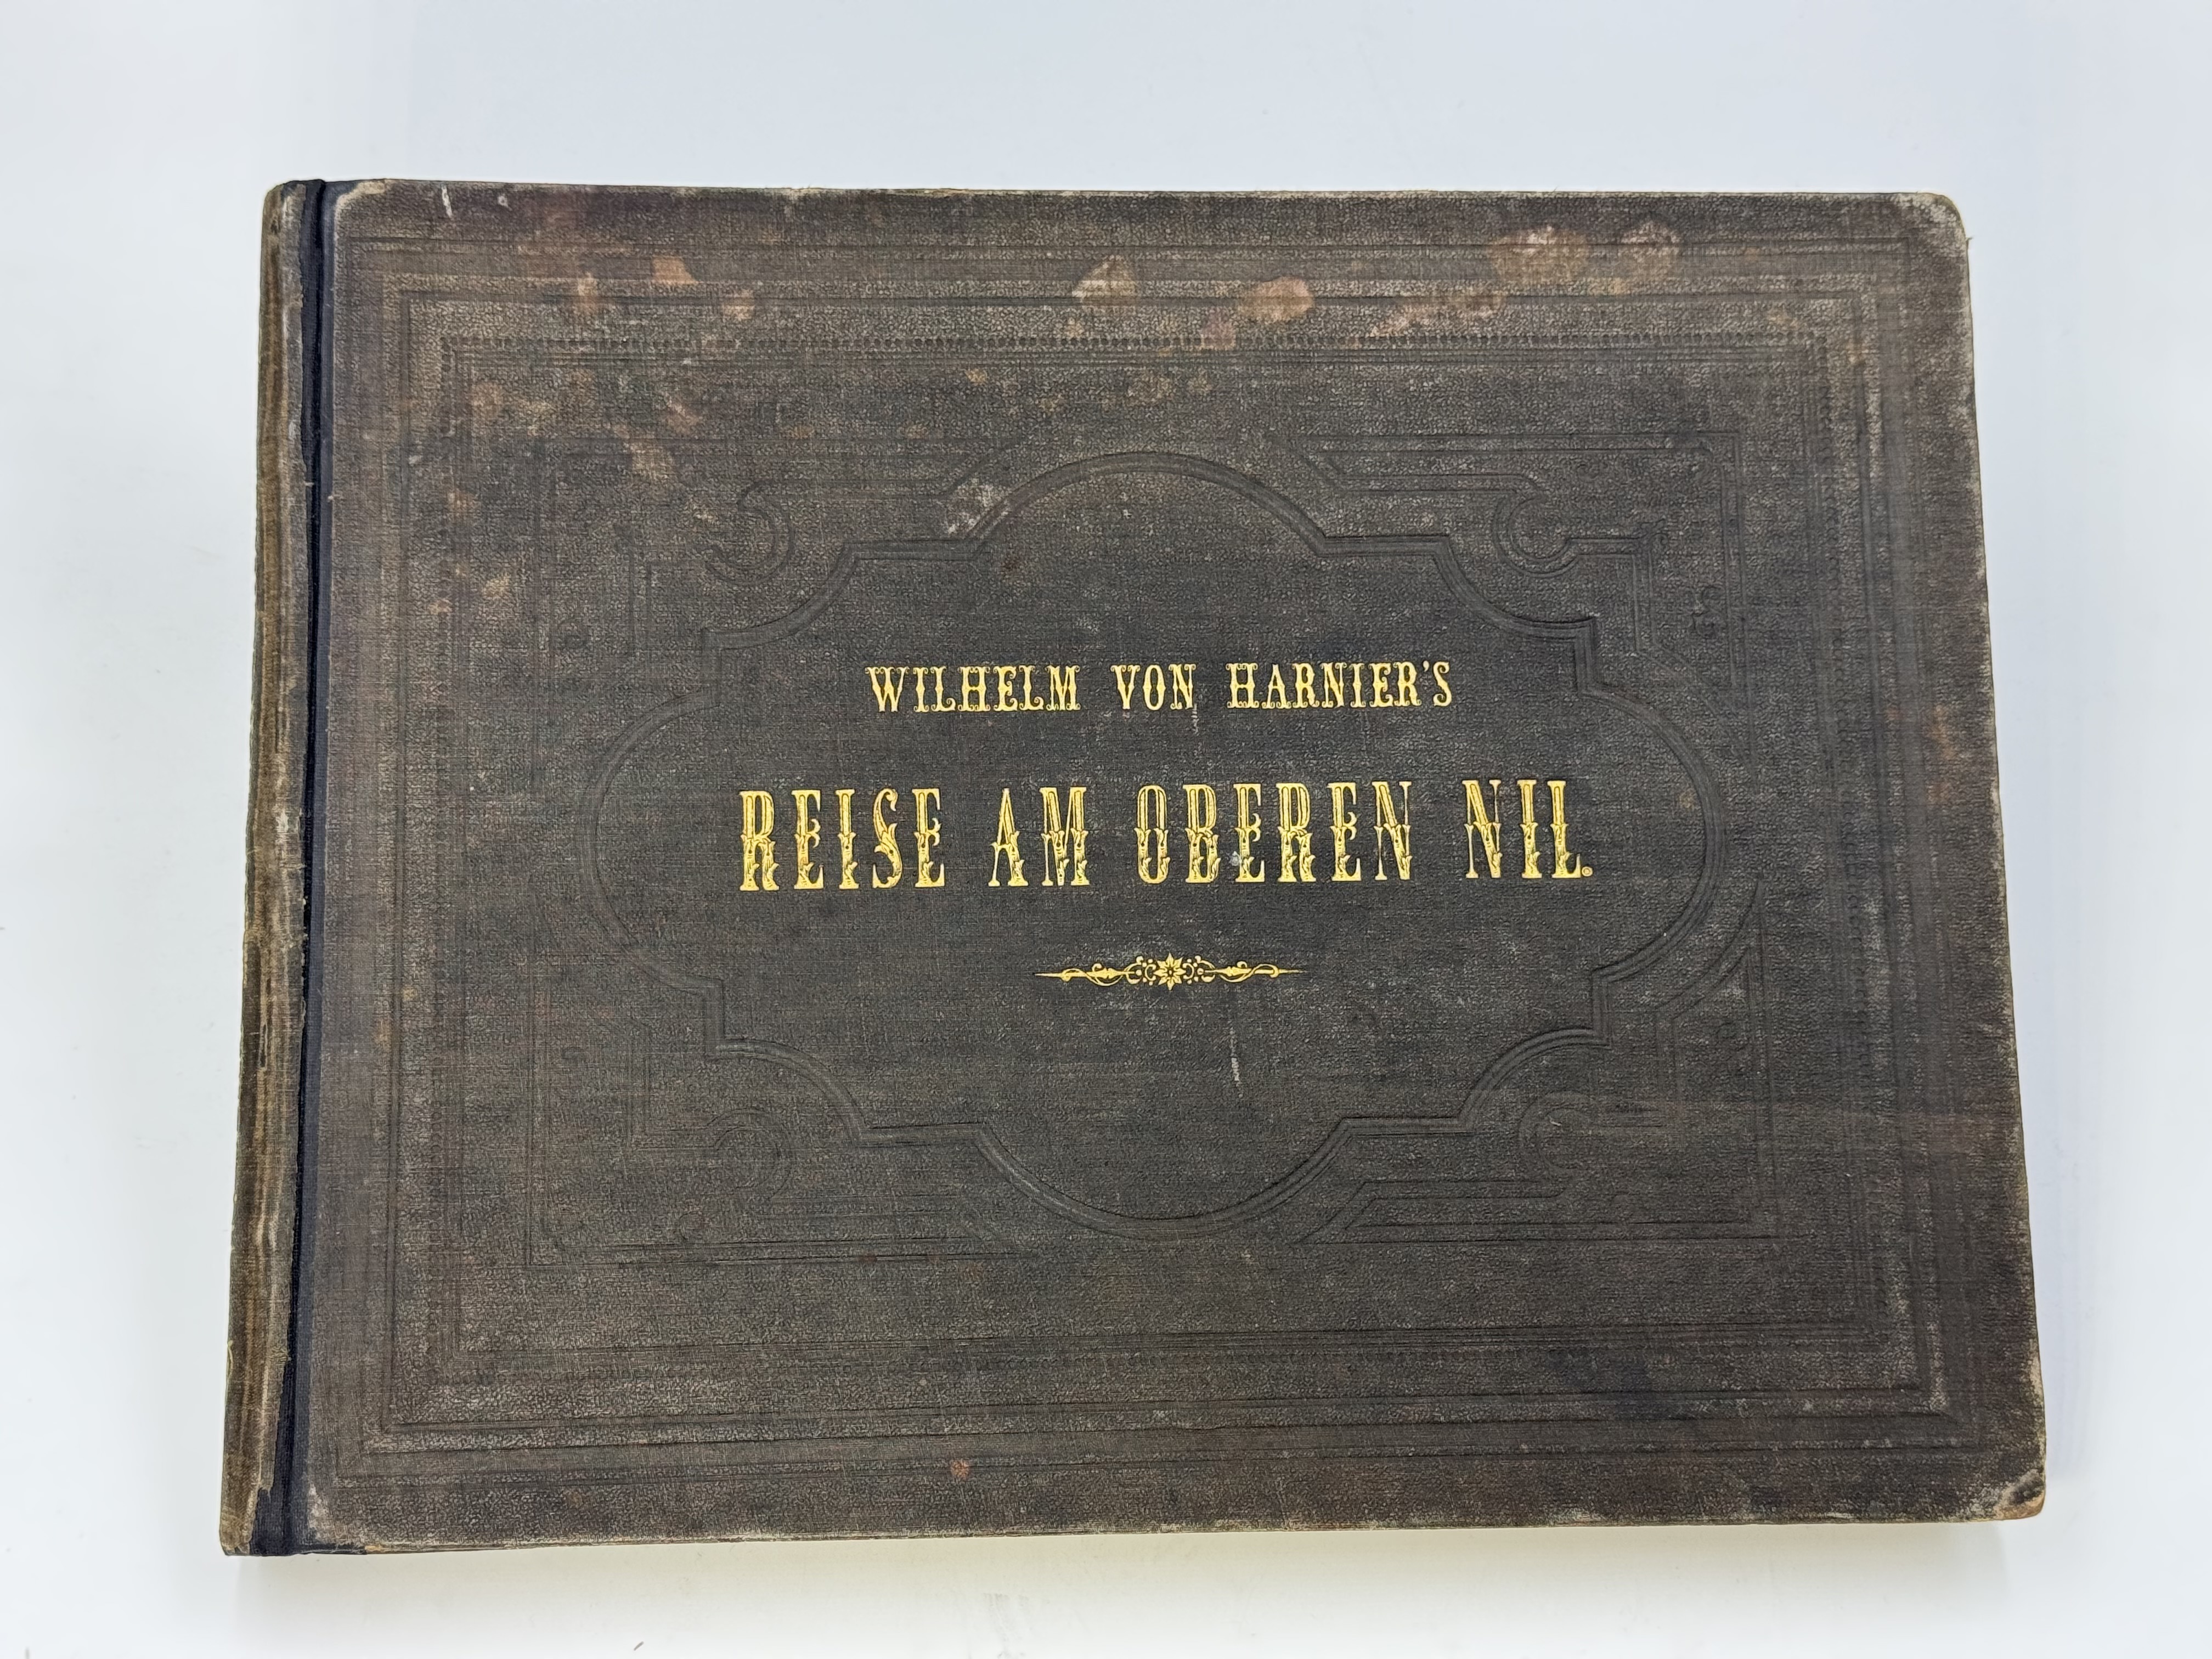 WILHELM VON HARNIER'S
REISE AM OBEREN NIL.